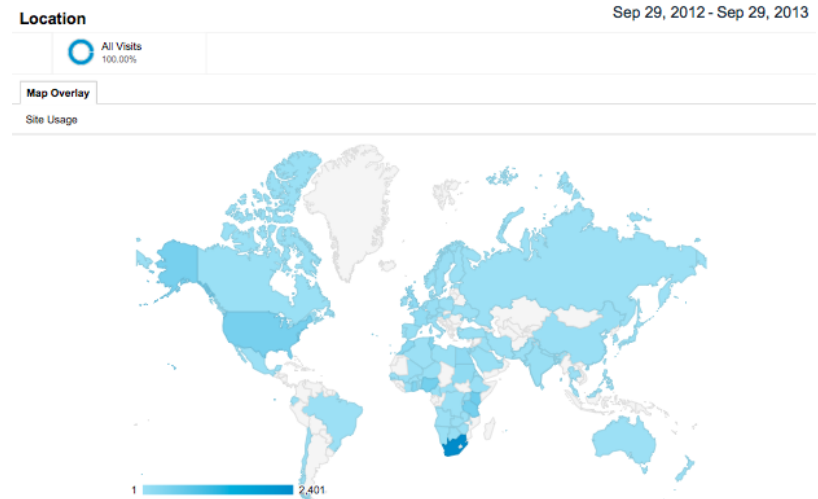 Location
Sep 29, 2012 - Sep 29, 2013
All Visits
100.00%
Map Overlay
Site Usage
1
2,401